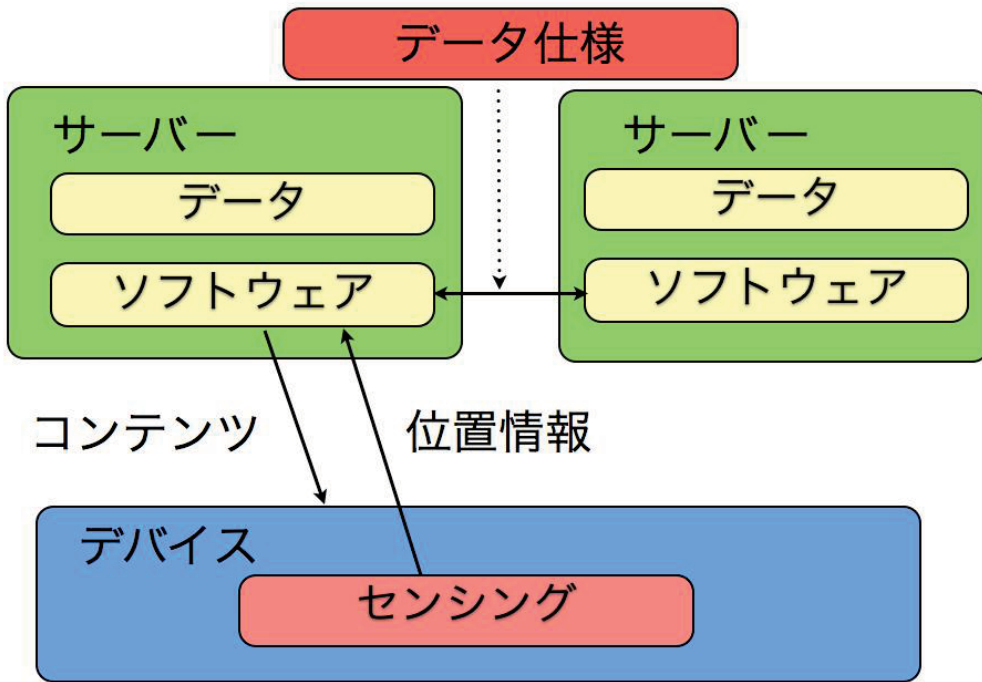 データ仕様
サーバー
データ
ソフトウェア
サーバー
データ
ソフトウェア
コンテンツ
位置情報
デバイス
センシング